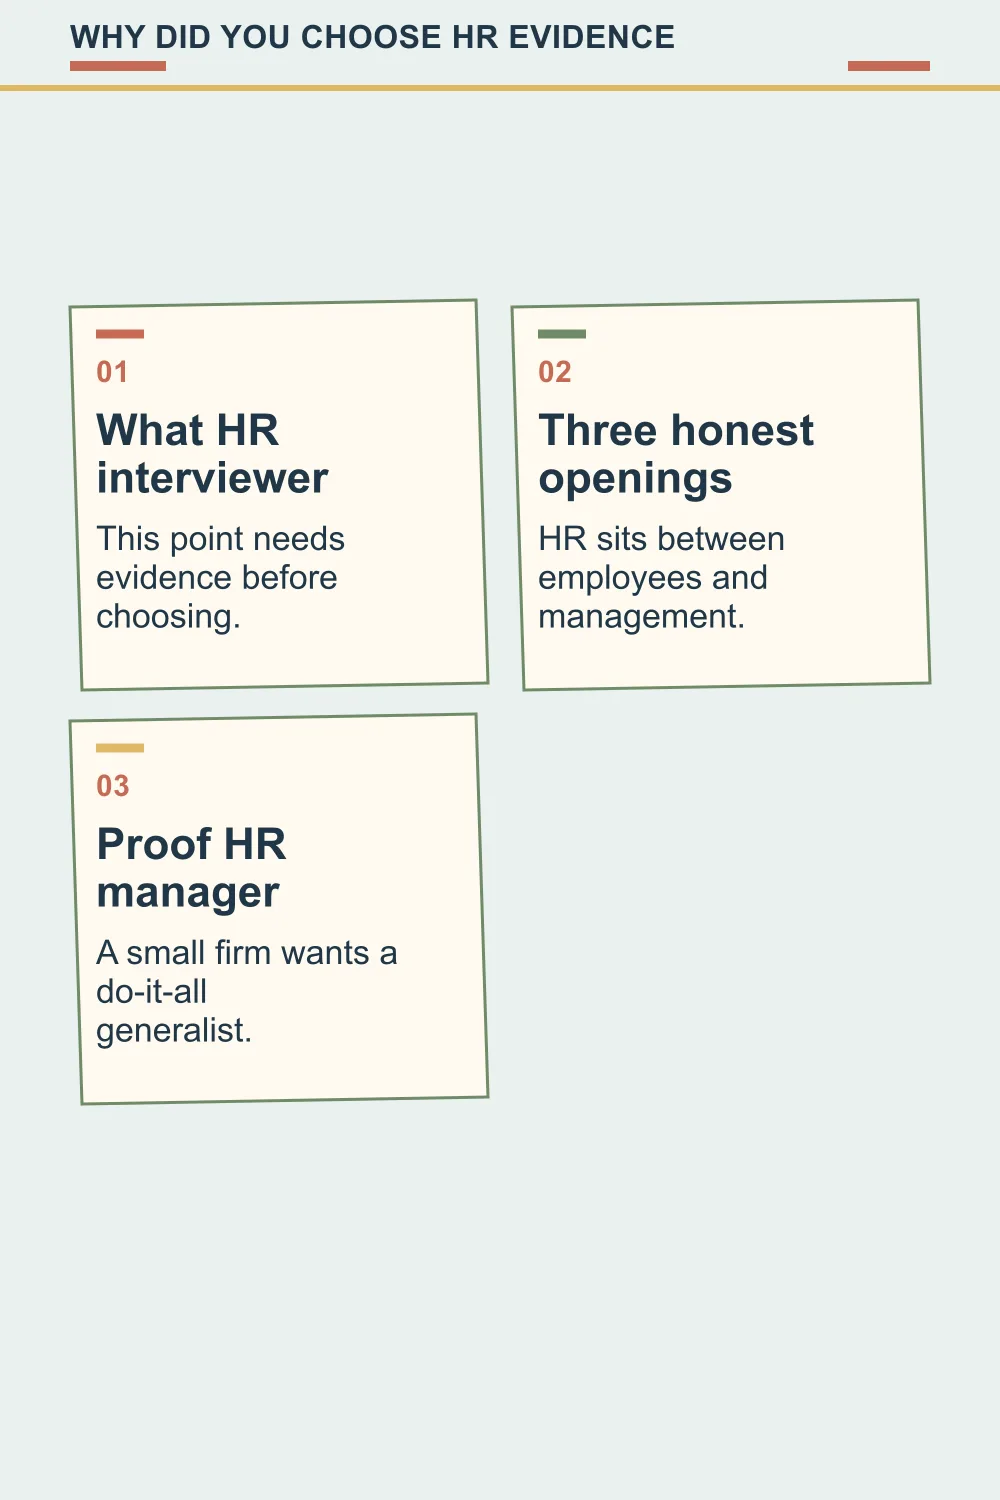 WHY DID YOU CHOOSE HR EVIDENCE
01
What HR
interviewer
This point needs
evidence before
choosing.
02
Three honest
openings
HR sits between
employees and
management.
03
Proof HR
manager
A small firm wants a
do-it-all
generalist.